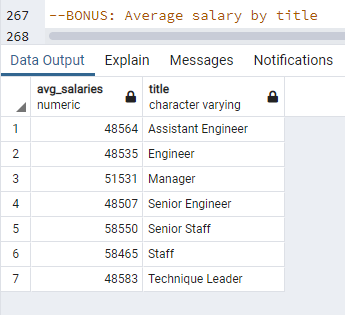 267 --BONUS: Average salary by title
268
Data Output Explain Messages Notifications
avg_salaries title
numeric character varying
1 48564 Assistant Engineer
2 48535 Engineer
3 51531 Manager
4 48507 Senior Engineer
5 58550 Senior Staff
6 58465 Staff
7 48583 Technique Leader